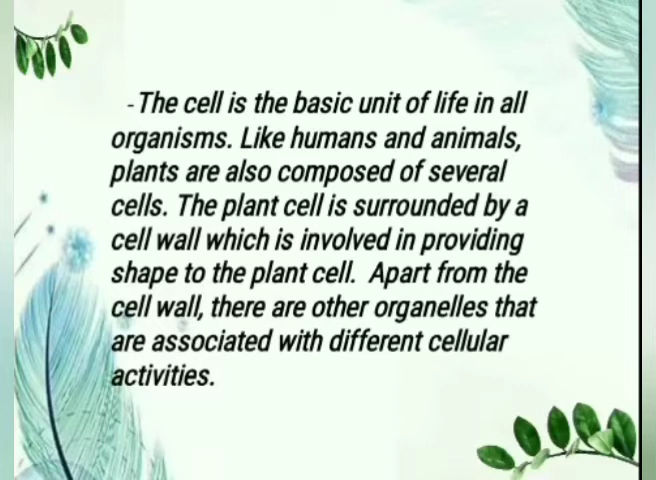 -The cell is the basic unit of life in all
organisms. Like humans and animals,
plants are also composed of several
cells. The plant cell is surrounded by a
cell wall which is involved in providing
shape to the plant cell.  Apart from the
cell wall, there are other organelles that
are associated with different cellular
activities.